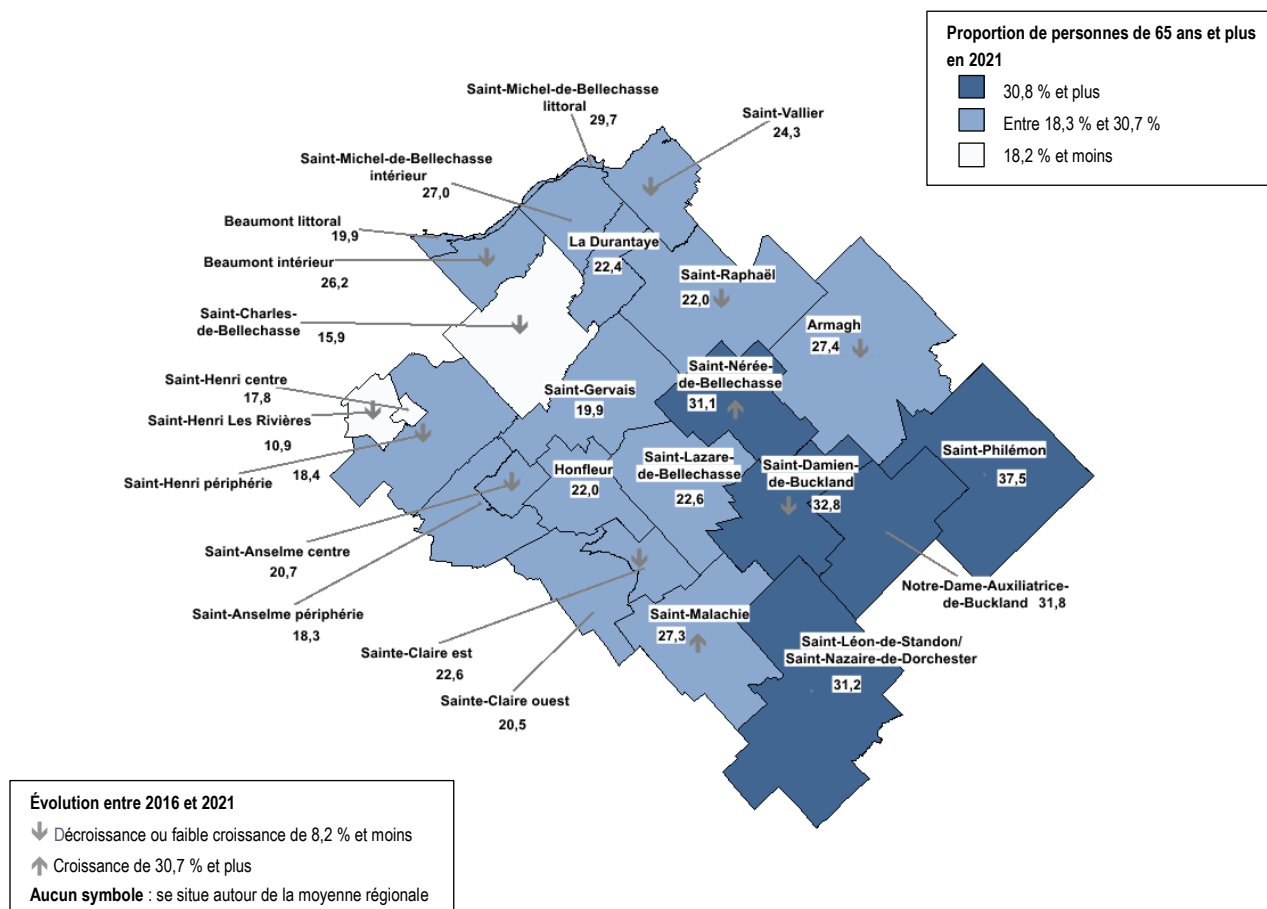 Proportion de personnes de 65 ans et plus
en 2021
30,8 % et plus
Entre 18,3 % et 30,7 %
18,2 % et moins
Saint-Michel-de-Bellechasse
littoral
29,7
Saint-Vallier
24,3
Saint-Michel-de-Bellechasse
intérieur
27,0
Beaumont littoral
19,9
Beaumont intérieur
26,2
La Durantaye
22,4
Saint-Raphaël
22,0
Saint-Charles-
de-Bellechasse
15,9
Armagh
27,4
Saint-Nérée-
de-Bellechasse
31,1
Saint-Henri centre
17,8
Saint-Henri Les Rivières
10,9
Saint-Gervais
19,9
Saint-Henri périphérie
18,4
Honfleur
22,0
Saint-Lazare-
de-Bellechasse
22,6
Saint-Damien-
de-Buckland
32,8
Saint-Philémon
37,5
Saint-Anselme centre
20,7
Saint-Anselme périphérie
18,3
Notre-Dame-Auxiliatrice-
de-Buckland 31,8
Sainte-Claire est
22,6
Saint-Malachie
27,3
Saint-Léon-de-Standon/
Saint-Nazaire-de-Dorchester
31,2
Sainte-Claire ouest
20,5
Évolution entre 2016 et 2021
Décroissance ou faible croissance de 8,2 % et moins
Croissance de 30,7 % et plus
Aucun symbole : se situe autour de la moyenne régionale